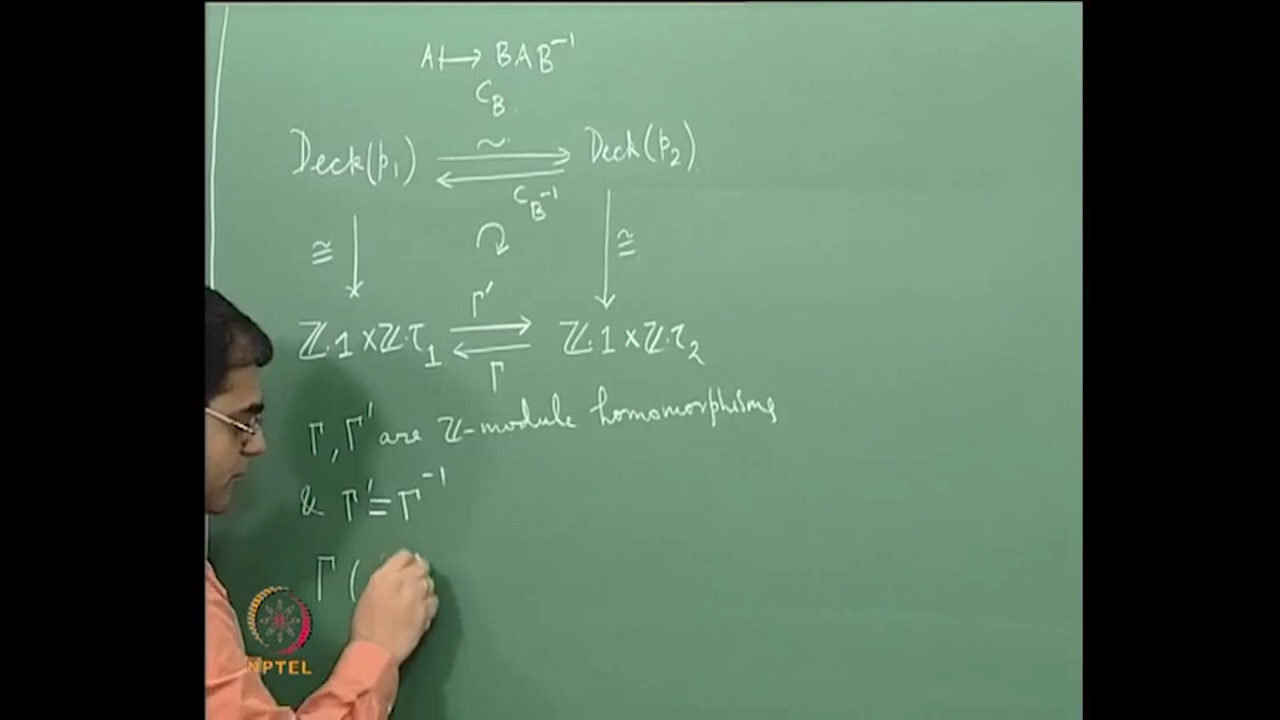 A ↦ BAB⁻¹
C_B
Deck(p₁) ~ Deck(p₂)
C_B⁻¹
≅ ↻ ≅
Γ′
ℤ·1×ℤ·τ₁ ℤ·1×ℤ·τ₂
Γ
Γ, Γ′ are ℤ-module homomorphisms
& Γ′ = Γ⁻¹
Γ(
NPTEL